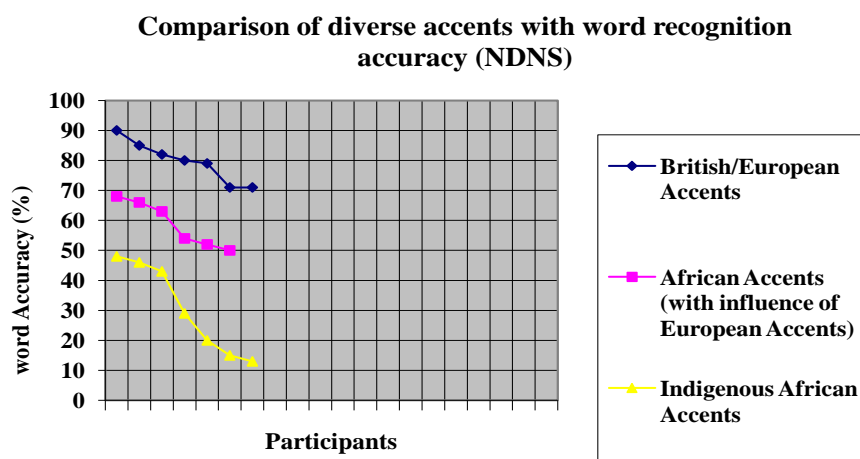 Comparison of diverse accents with word recognition
accuracy (NDNS)
100
90
80
70
60
50
40
30
20
10
0
word Accuracy (%)
Participants
British/European
Accents
African Accents
(with influence of
European Accents)
Indigenous African
Accents